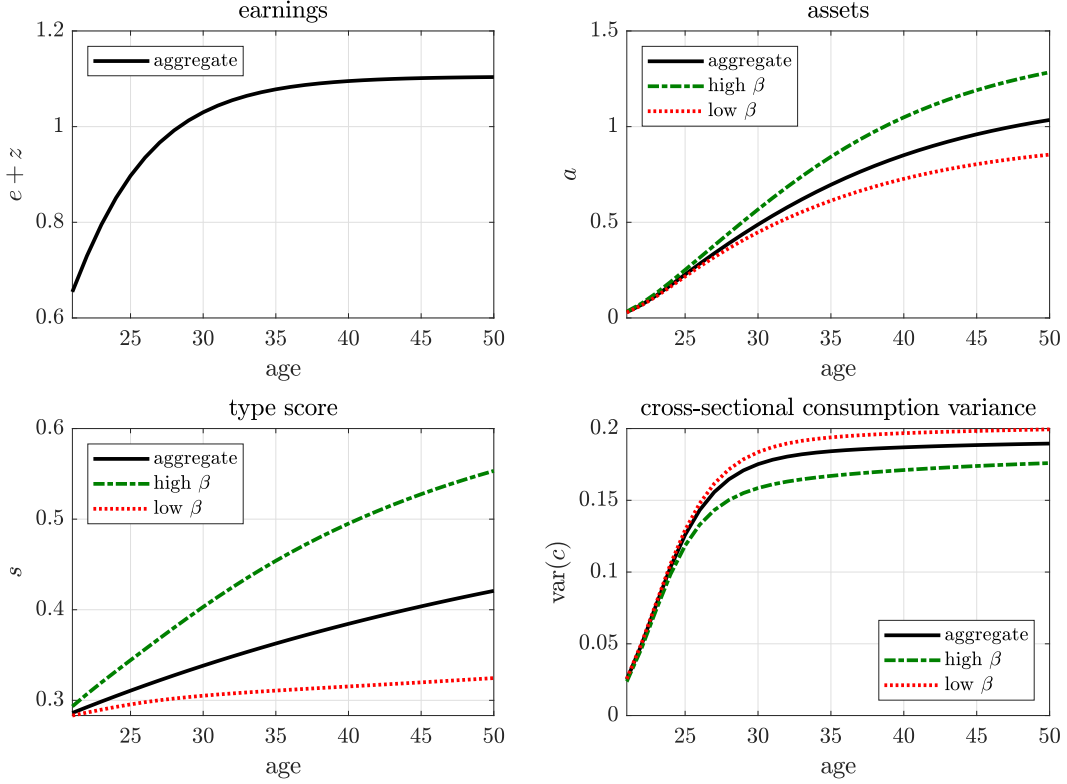 earnings
1.2
1
0.8
0.6
e + z
aggregate
25 30 35 40 45 50
age
assets
1.5
1
0.5
0
a
aggregate
high β
low β
25 30 35 40 45 50
age
type score
0.6
0.5
0.4
0.3
s
aggregate
high β
low β
25 30 35 40 45 50
age
cross-sectional consumption variance
0.2
0.15
0.1
0.05
0
var(c)
aggregate
high β
low β
25 30 35 40 45 50
age